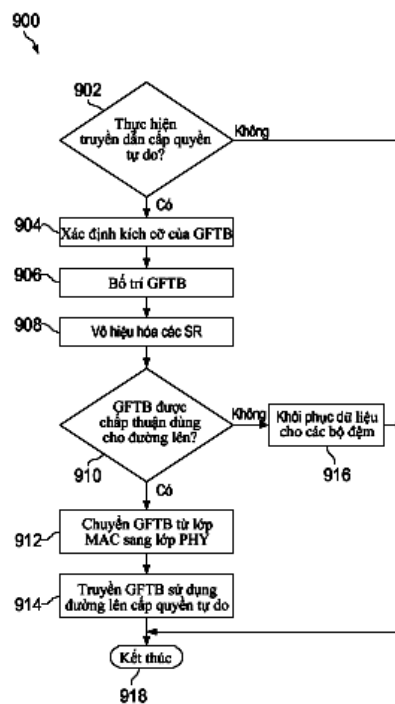 900
902
Thực hiện
truyền dẫn cấp quyền
tự do?
Không
Có
904
Xác định kích cỡ của GFTB
906
Bố trí GFTB
908
Vô hiệu hóa các SR
GFTB được
chấp thuận dùng
cho đường lên?
Không
Khôi phục dữ liệu
cho các bộ đệm
910
916
Có
912
Chuyển GFTB từ lớp
MAC sang lớp PHY
914
Truyền GFTB sử dụng
đường lên cấp quyền tự do
Kết thúc
918